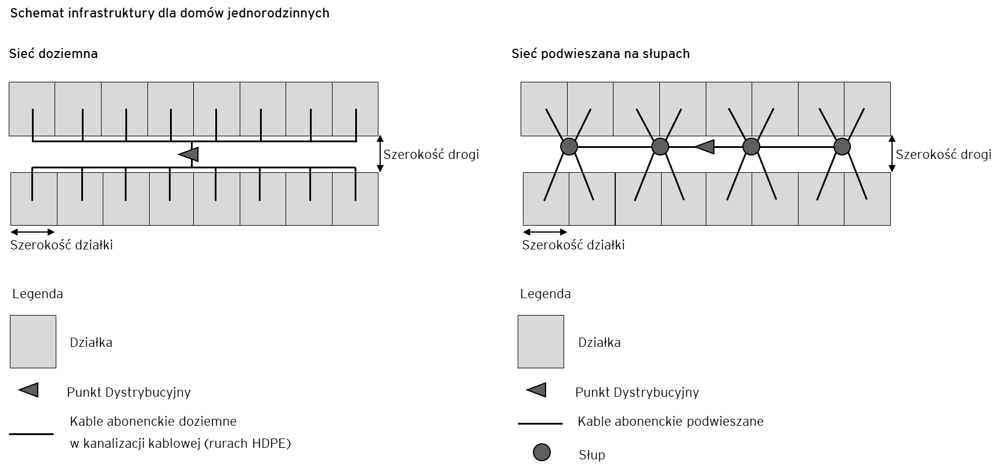 Schemat infrastruktury dla domów jednorodzinnych
Sieć doziemna
Szerokość drogi
Szerokość działki
Legenda
Działka
Punkt Dystrybucyjny
Kable abonenckie doziemne
w kanalizacji kablowej (rurach HDPE)
Sieć podwieszana na słupach
Szerokość drogi
Szerokość działki
Legenda
Działka
Punkt Dystrybucyjny
Kable abonenckie podwieszane
Słup